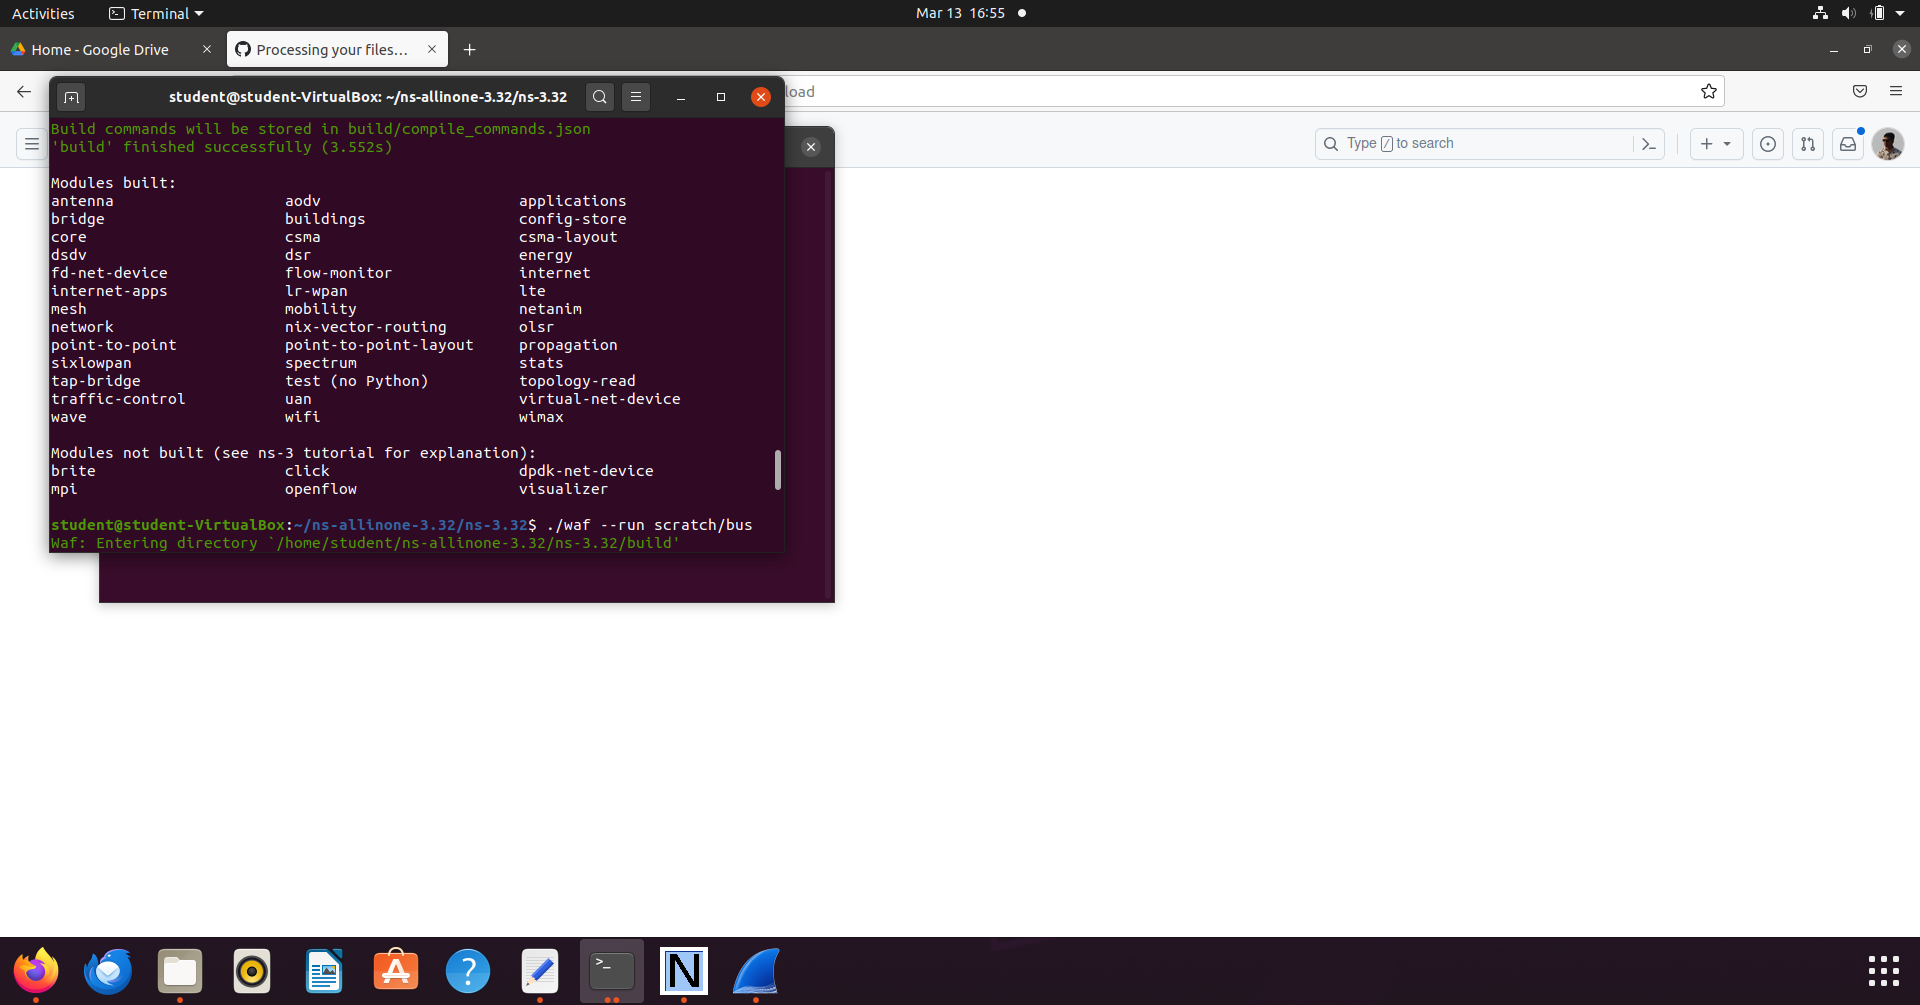 Activities
Terminal
Mar 13 16:55
Home - Google Drive
Processing your files…
student@student-VirtualBox: ~/ns-allinone-3.32/ns-3.32
load
Type / to search
Build commands will be stored in build/compile_commands.json
'build' finished successfully (3.552s)
Modules built:
antenna aodv applications
bridge buildings config-store
core csma csma-layout
dsdv dsr energy
fd-net-device flow-monitor internet
internet-apps lr-wpan lte
mesh mobility netanim
network nix-vector-routing olsr
point-to-point point-to-point-layout propagation
sixlowpan spectrum stats
tap-bridge test (no Python) topology-read
traffic-control uan virtual-net-device
wave wifi wimax
Modules not built (see ns-3 tutorial for explanation):
brite click dpdk-net-device
mpi openflow visualizer
student@student-VirtualBox:~/ns-allinone-3.32/ns-3.32$ ./waf --run scratch/bus
Waf: Entering directory `/home/student/ns-allinone-3.32/ns-3.32/build'